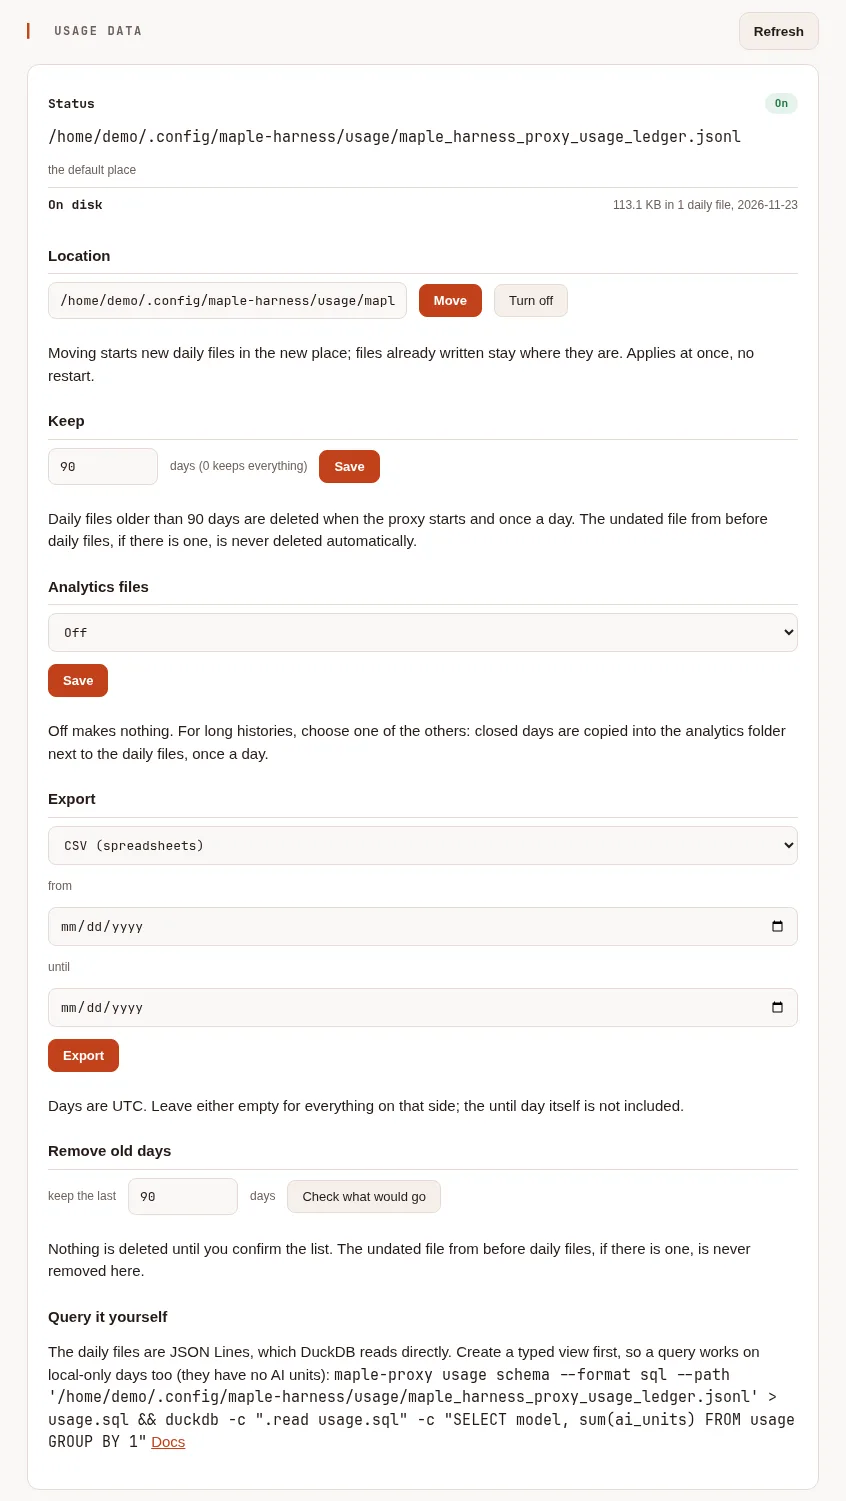 USAGE DATA
Refresh
Status
On
/home/demo/.config/maple-harness/usage/maple_harness_proxy_usage_ledger.jsonl
the default place
On disk
113.1 KB in 1 daily file, 2026-11-23
Location
/home/demo/.config/maple-harness/usage/mapl
Move
Turn off
Moving starts new daily files in the new place; files already written stay where they are. Applies at once, no
restart.
Keep
90
days (0 keeps everything)
Save
Daily files older than 90 days are deleted when the proxy starts and once a day. The undated file from before
daily files, if there is one, is never deleted automatically.
Analytics files
Off
Save
Off makes nothing. For long histories, choose one of the others: closed days are copied into the analytics folder
next to the daily files, once a day.
Export
CSV (spreadsheets)
from
mm/dd/yyyy
until
mm/dd/yyyy
Export
Days are UTC. Leave either empty for everything on that side; the until day itself is not included.
Remove old days
keep the last
90
days
Check what would go
Nothing is deleted until you confirm the list. The undated file from before daily files, if there is one, is never
removed here.
Query it yourself
The daily files are JSON Lines, which DuckDB reads directly. Create a typed view first, so a query works on
local-only days too (they have no AI units): maple-proxy usage schema --format sql --path
'/home/demo/.config/maple-harness/usage/maple_harness_proxy_usage_ledger.jsonl' >
usage.sql && duckdb -c ".read usage.sql" -c "SELECT model, sum(ai_units) FROM usage
GROUP BY 1" Docs